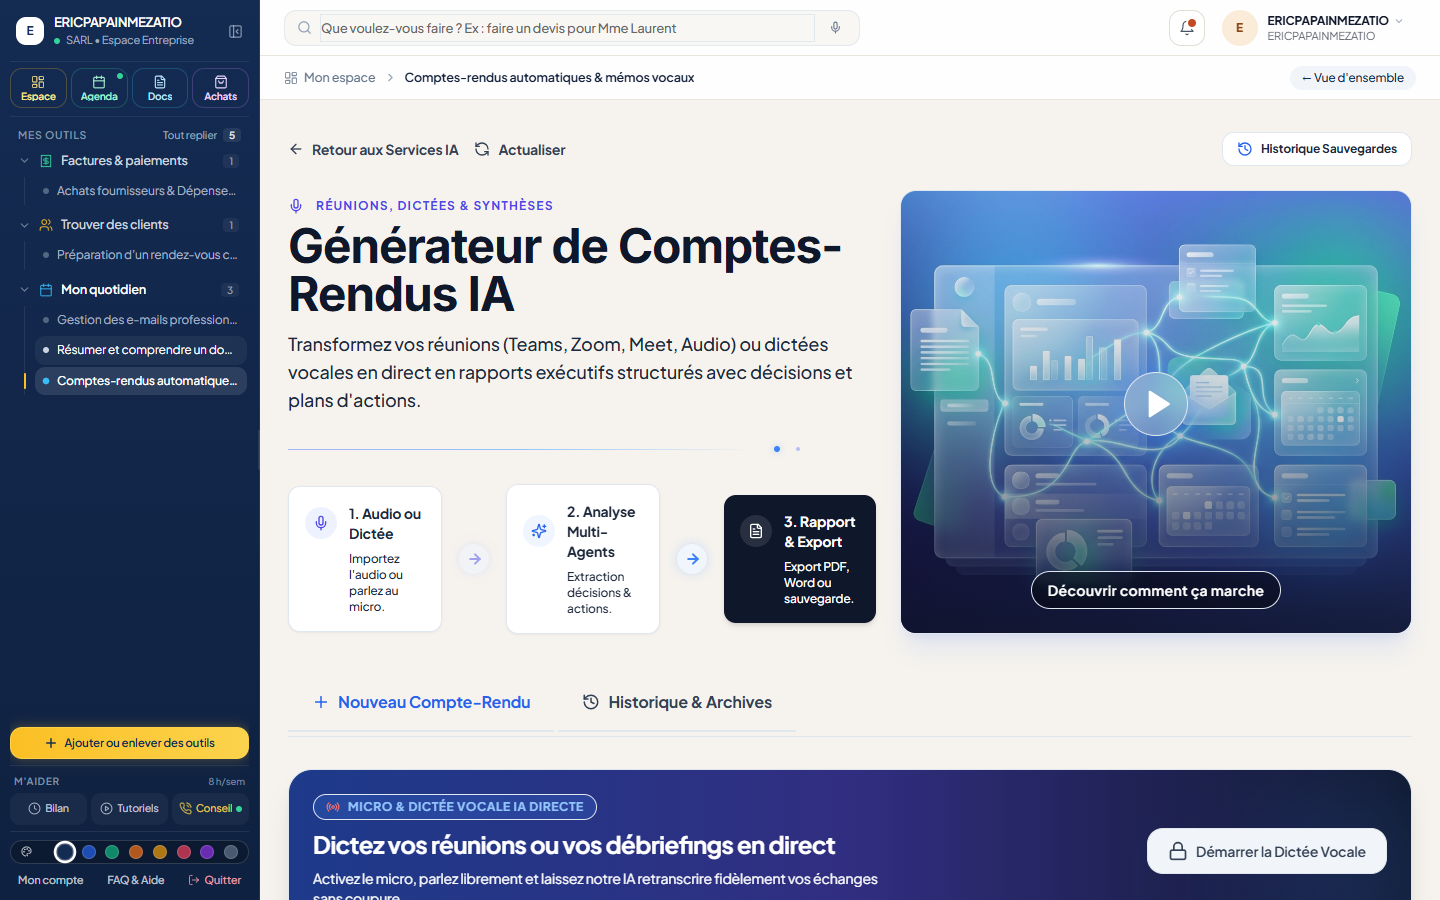 E
ERICPAPAINMEZATIO
SARL • Espace Entreprise
Espace
Agenda
Docs
Achats
MES OUTILS
Tout replier
5
Factures & paiements
1
Achats fournisseurs & Dépense...
Trouver des clients
1
Préparation d'un rendez-vous c...
Mon quotidien
3
Gestion des e-mails profession...
Résumer et comprendre un do...
Comptes-rendus automatique...
Ajouter ou enlever des outils
M'AIDER
8 h/sem
Bilan
Tutoriels
Conseil
Mon compte
FAQ & Aide
Quitter
Que voulez-vous faire ? Ex : faire un devis pour Mme Laurent
E
ERICPAPAINMEZATIO
ERICPAPAINMEZATIO
Mon espace
Comptes-rendus automatiques & mémos vocaux
← Vue d'ensemble
Retour aux Services IA
Actualiser
Historique Sauvegardes
RÉUNIONS, DICTÉES & SYNTHÈSES
Générateur de Comptes-
Rendus IA
Transformez vos réunions (Teams, Zoom, Meet, Audio) ou dictées
vocales en direct en rapports exécutifs structurés avec décisions et
plans d'actions.
1. Audio ou
Dictée
Importez
l'audio ou
parlez au
micro.
2. Analyse
Multi-
Agents
Extraction
décisions &
actions.
3. Rapport
& Export
Export PDF,
Word ou
sauvegarde.
Découvrir comment ça marche
Nouveau Compte-Rendu
Historique & Archives
MICRO & DICTÉE VOCALE IA DIRECTE
Dictez vos réunions ou vos débriefings en direct
Activez le micro, parlez librement et laissez notre IA retranscrire fidèlement vos échanges
sans coupure.
Démarrer la Dictée Vocale